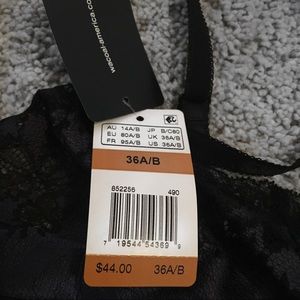 wacoal-america.com
AU 14A/B JP B/C80
EU 80A/B UK 36A/B
FR 95A/B US 36A/B
36A/B
852256 490
7 19544 54369 9
$44.00 36A/B